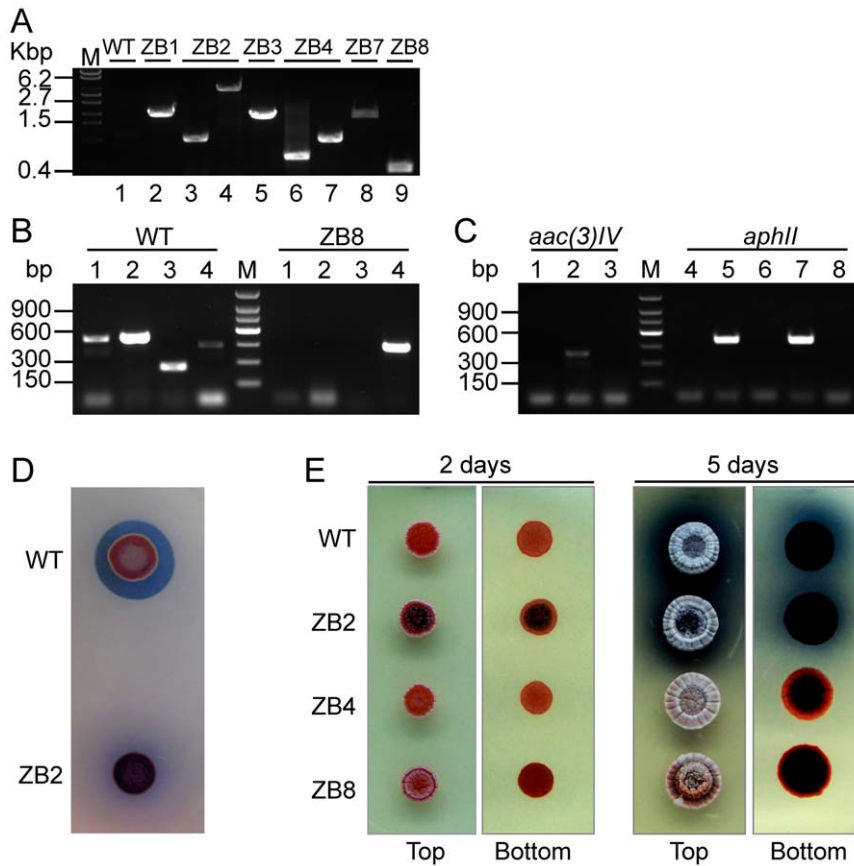 A
Kbp M WT ZB1 ZB2 ZB3 ZB4 ZB7 ZB8
6.2
2.7
1.5
0.4
1 2 3 4 5 6 7 8 9
B
WT ZB8
bp 1 2 3 4 M 1 2 3 4
900
600
300
150
C
aac(3)IV aphII
bp 1 2 3 M 4 5 6 7 8
900
600
300
150
D
WT
ZB2
E
2 days 5 days
WT
ZB2
ZB4
ZB8
Top Bottom Top Bottom